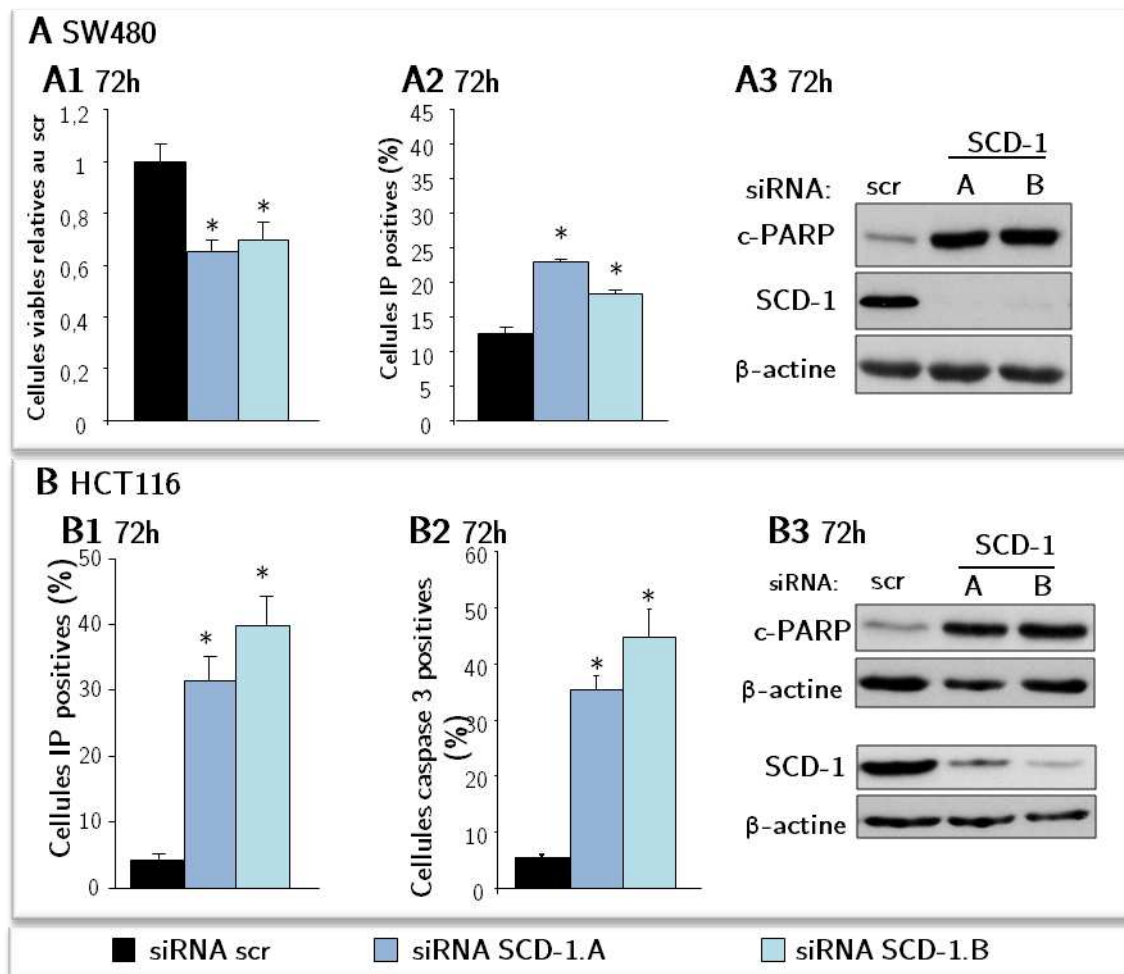 A SW480
A1 72h
Cellules viables relatives au scr
1,2
1
0,8
0,6
0,4
0,2
0
*
*
A2 72h
Cellules IP positives (%)
45
40
35
30
25
20
15
10
5
0
*
*
A3 72h
SCD-1
siRNA: scr A B
c-PARP
SCD-1
β-actine
B HCT116
B1 72h
Cellules IP positives (%)
50
40
30
20
10
0
*
*
B2 72h
Cellules caspase 3 positives
(%)
60
50
40
30
20
10
0
*
*
B3 72h
SCD-1
siRNA: scr A B
c-PARP
β-actine
SCD-1
β-actine
siRNA scr siRNA SCD-1.A siRNA SCD-1.B